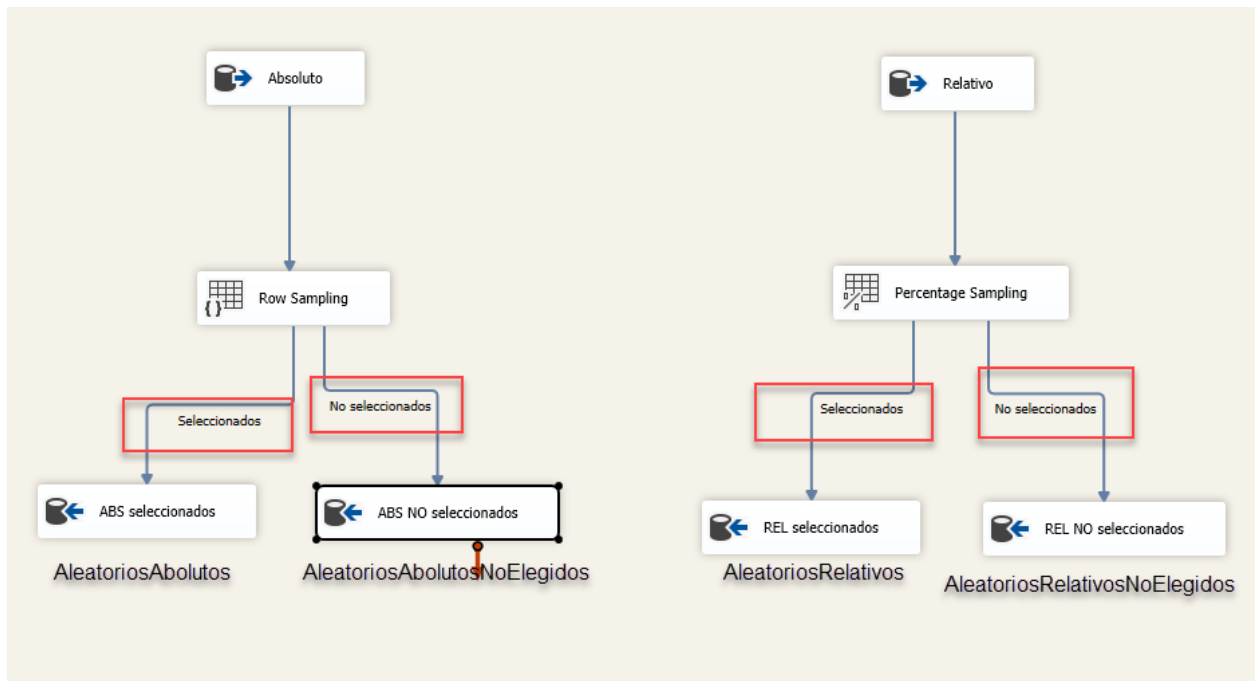 Absoluto
Relativo
Row Sampling
Percentage Sampling
Seleccionados
No seleccionados
Seleccionados
No seleccionados
ABS seleccionados
ABS NO seleccionados
REL seleccionados
REL NO seleccionados
AleatoriosAbolutos
AleatoriosAbolutosNoElegidos
AleatoriosRelativos
AleatoriosRelativosNoElegidos